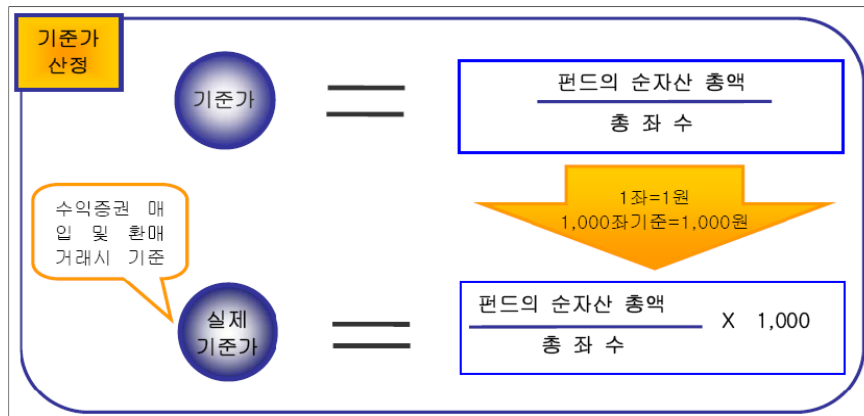 기준가
산정
기준가
펀드의 순자산 총액
총 좌 수
1좌=1원
1,000좌기준=1,000원
수익증권 매
입 및 환매
거래시 기준
실제
기준가
펀드의 순자산 총액
총 좌 수
X 1,000